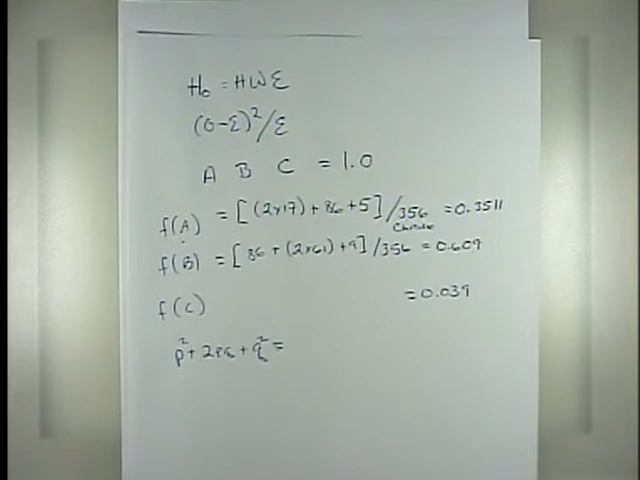 H₀ = HWE
(O-E)²/E
A B C = 1.0
f(A) = [(2x17) + 86 + 5]/356 = 0.3511
f(B) = [86 + (2x61) + 9]/356 = 0.609
f(C) = 0.039
p² + 2pq + q² =